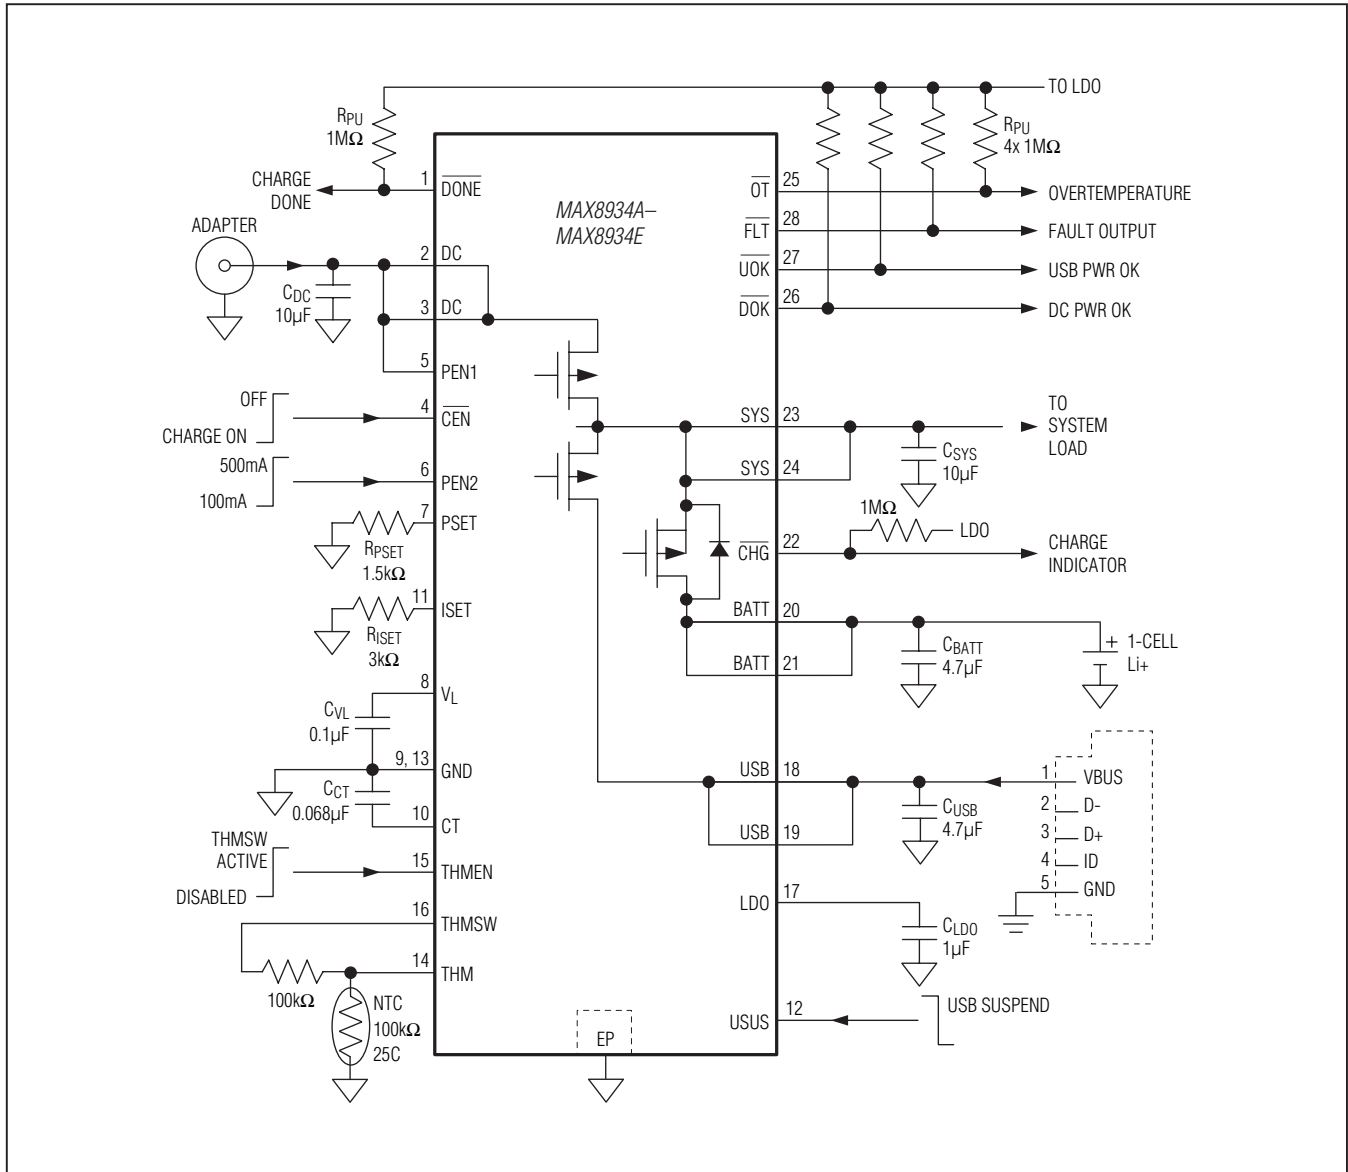 TO LDO
RPU
1MΩ
RPU
4x 1MΩ
CHARGE
DONE
1
DONE
MAX8934A–
MAX8934E
OT
25
OVERTEMPERATURE
ADAPTER
FLT
28
FAULT OUTPUT
2
DC
UOK
27
USB PWR OK
CDC
10µF
3
DC
DOK
26
DC PWR OK
5
PEN1
OFF
CHARGE ON
4
CEN
SYS
23
TO
SYSTEM
LOAD
CSYS
10µF
500mA
100mA
6
PEN2
SYS
24
7
PSET
RPSET
1.5kΩ
1MΩ
LDO
CHG
22
CHARGE
INDICATOR
11
ISET
RISET
3kΩ
BATT
20
CBATT
4.7µF
+ 1-CELL
Li+
BATT
21
8
VL
CVL
0.1µF
9, 13
GND
USB
18
1
VBUS
CCT
0.068µF
10
CT
CUSB
4.7µF
2
D-
USB
19
3
D+
4
ID
5
GND
THMSW
ACTIVE
DISABLED
15
THMEN
LDO
17
CLDO
1µF
16
THMSW
14
THM
100kΩ
NTC
100kΩ
25C
USUS
12
USB SUSPEND
EP